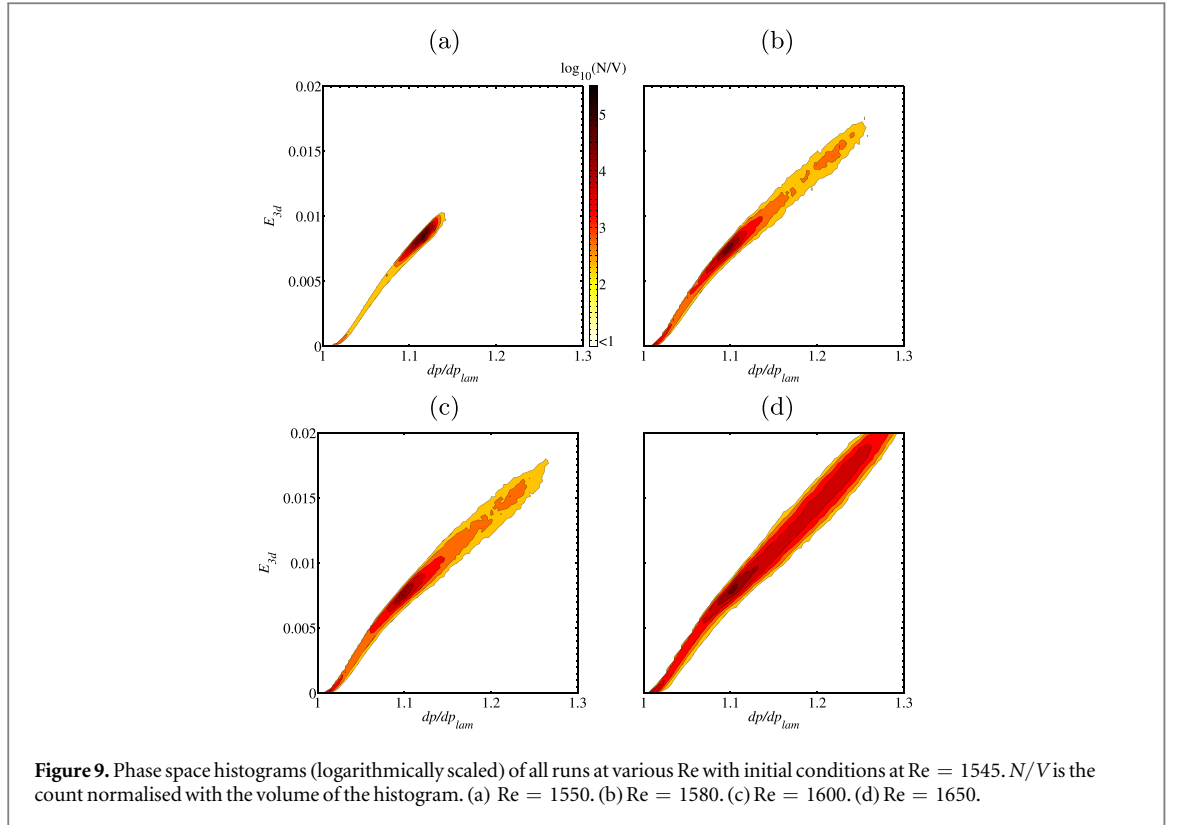 (a)
(b)
log10(N/V)
0.02
0.015
0.01
0.005
0
E3d
1
1.1
1.2
1.3
dp/dplam
5
4
3
2
<1
1
1.1
1.2
1.3
dp/dplam
(c)
(d)
0.02
0.015
0.01
0.005
0
E3d
1
1.1
1.2
1.3
dp/dplam
1
1.1
1.2
1.3
dp/dplam
Figure 9. Phase space histograms (logarithmically scaled) of all runs at various Re with initial conditions at Re = 1545. N/V is the
count normalised with the volume of the histogram. (a) Re = 1550. (b) Re = 1580. (c) Re = 1600. (d) Re = 1650.